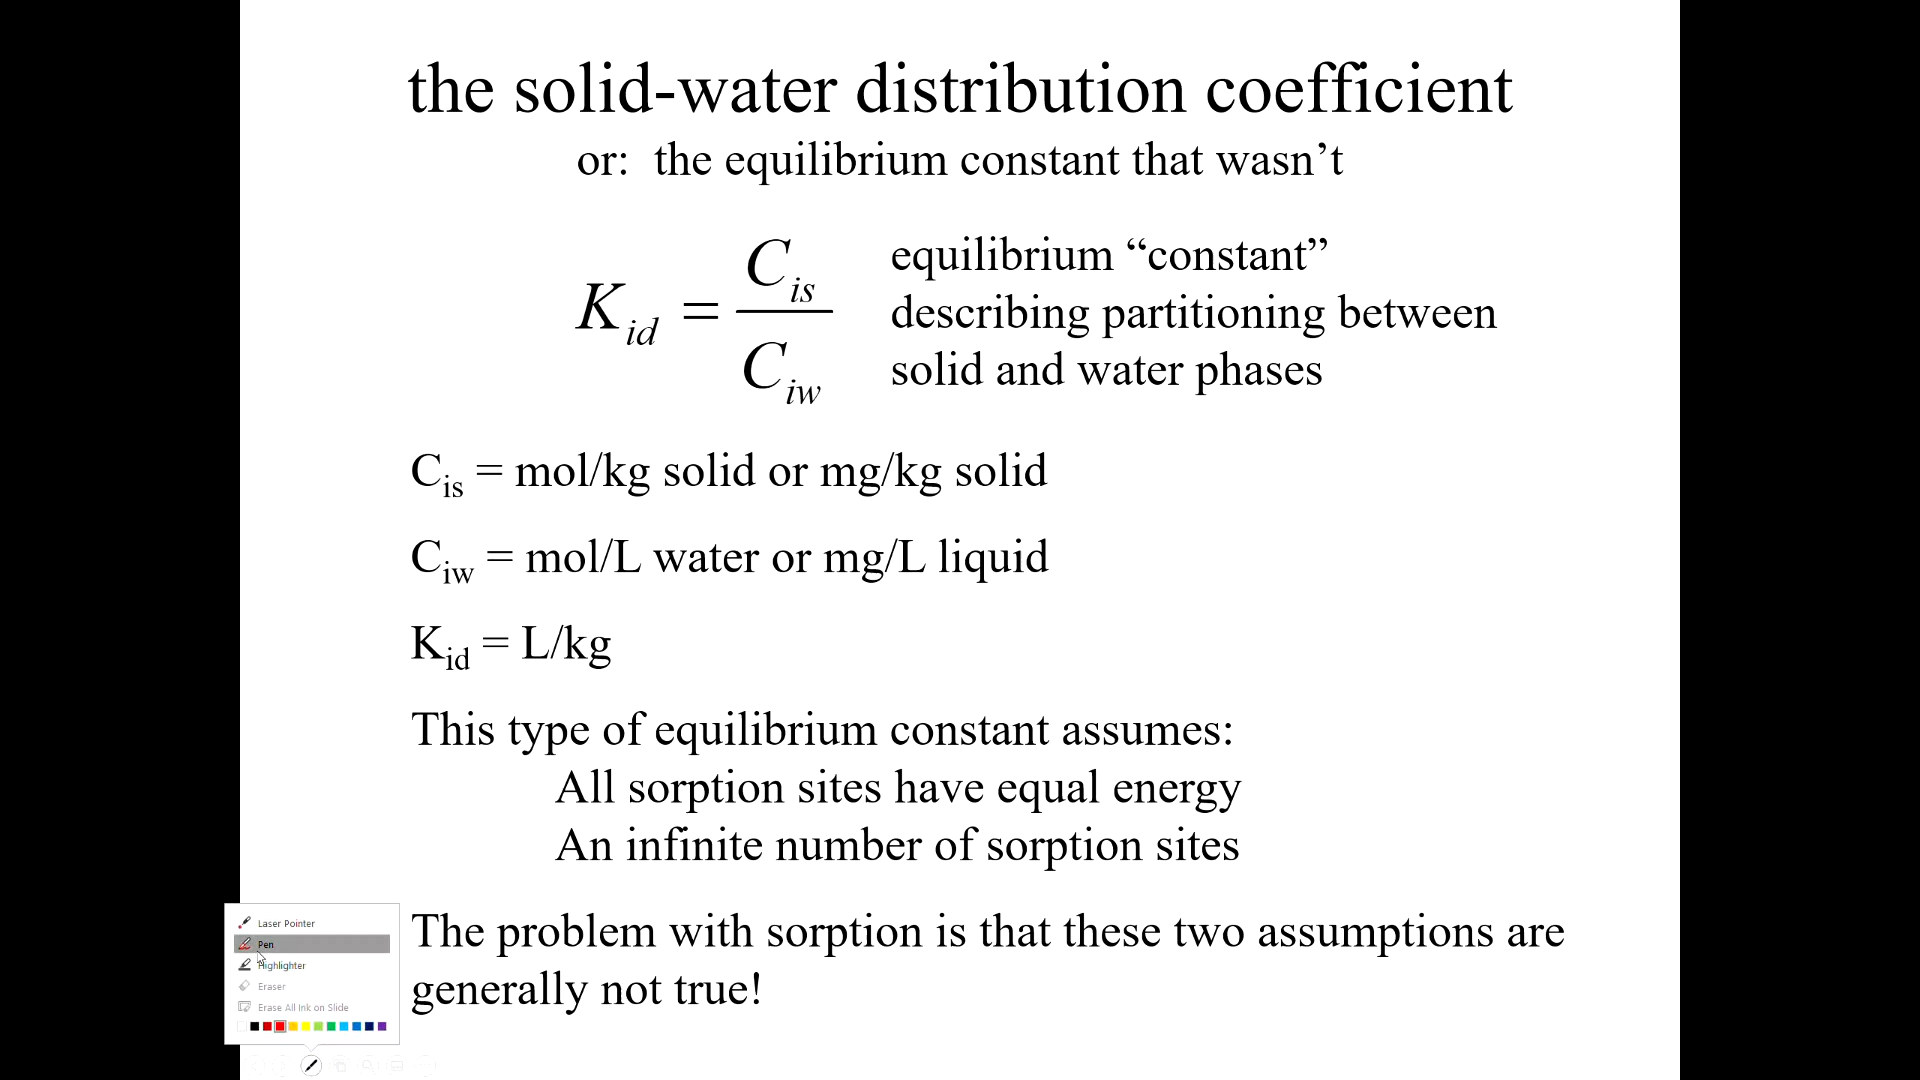 the solid-water distribution coefficient
or: the equilibrium constant that wasn’t
K_id = C_is / C_iw
equilibrium “constant”
describing partitioning between
solid and water phases
C_is = mol/kg solid or mg/kg solid
C_iw = mol/L water or mg/L liquid
K_id = L/kg
This type of equilibrium constant assumes:
All sorption sites have equal energy
An infinite number of sorption sites
The problem with sorption is that these two assumptions are
generally not true!
Laser Pointer
Pen
Highlighter
Eraser
Erase All Ink on Slide